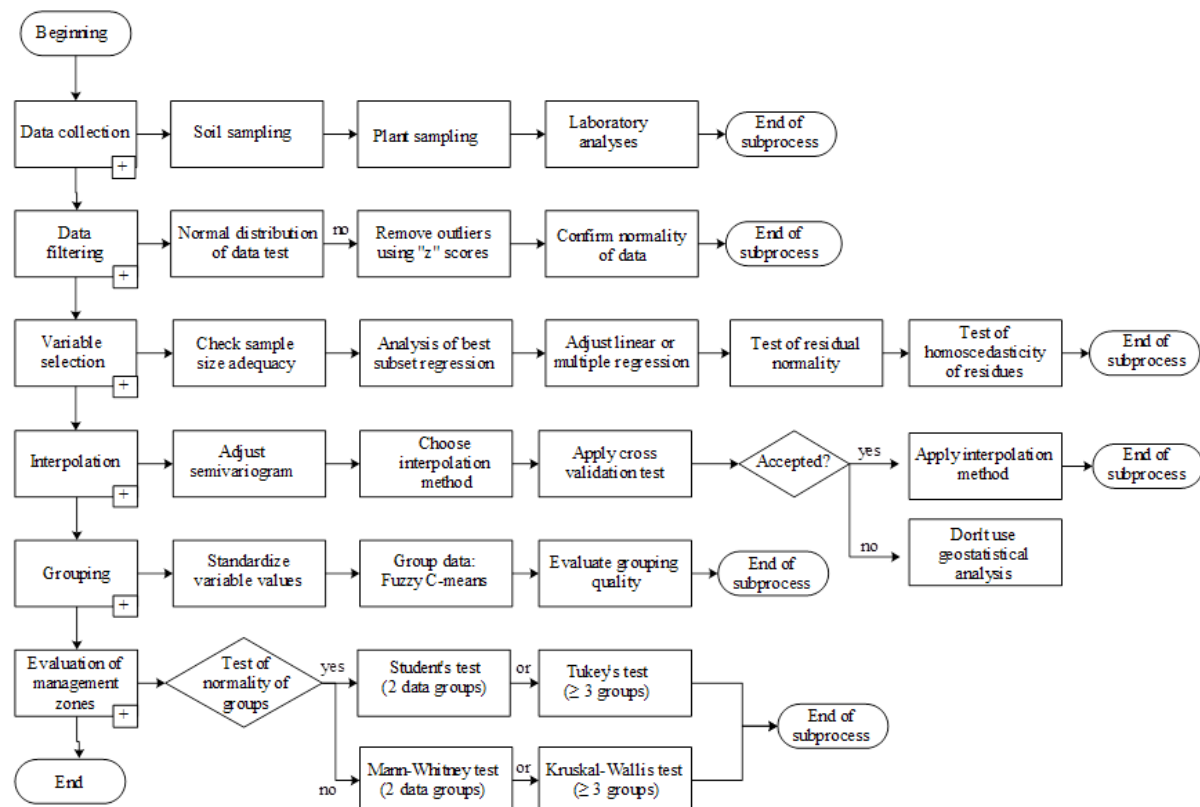 Beginning
Data collection
+
Soil sampling
Plant sampling
Laboratory
analyses
End of
subprocess
Data
filtering
+
Normal distribution
of data test
no
Remove outliers
using "z" scores
Confirm normality
of data
End of
subprocess
Variable
selection
+
Check sample
size adequacy
Analysis of best
subset regression
Adjust linear or
multiple regression
Test of residual
normality
Test of
homoscedasticity
of residues
End of
subprocess
Interpolation
+
Adjust
semivariogram
Choose
interpolation
method
Apply cross
validation test
Accepted?
yes
Apply interpolation
method
End of
subprocess
no
Don't use
geostatistical
analysis
Grouping
+
Standardize
variable values
Group data:
Fuzzy C-means
Evaluate grouping
quality
End of
subprocess
Evaluation of
management
zones
+
Test of
normality of
groups
yes
Student's test
(2 data groups)
or
Tukey's test
(≥ 3 groups)
End of
subprocess
no
Mann-Whitney test
(2 data groups)
or
Kruskal-Wallis test
(≥ 3 groups)
End